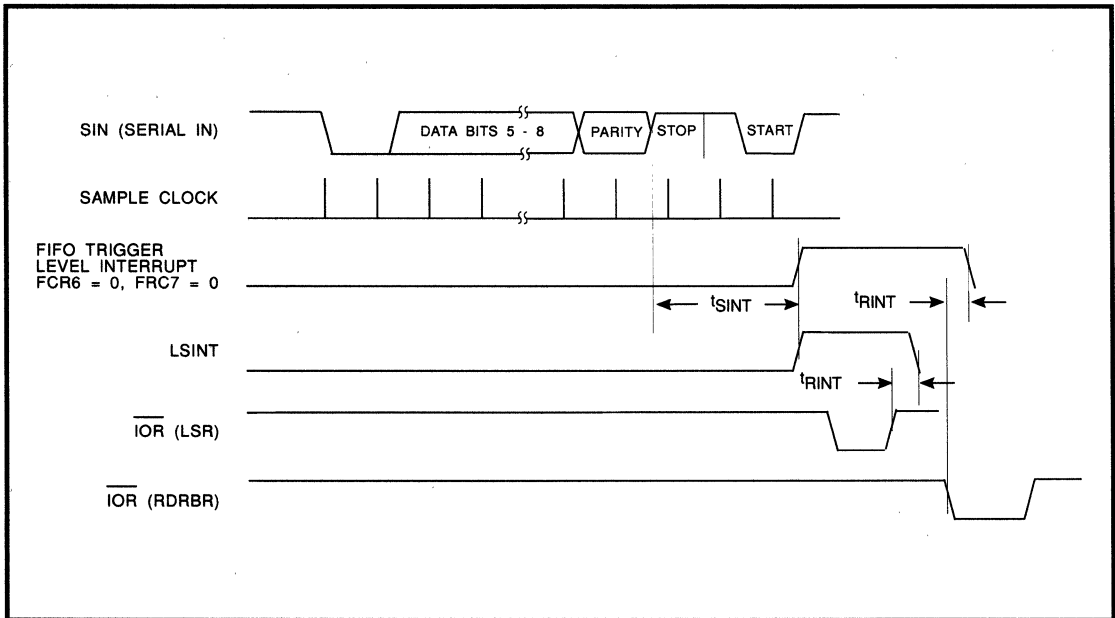 SIN (SERIAL IN)
DATA BITS 5 - 8
PARITY
STOP
START
SAMPLE CLOCK
FIFO TRIGGER
LEVEL INTERRUPT
FCR6 = 0, FRC7 = 0
tSINT
tRINT
LSINT
tRINT
IOR (LSR)
IOR (RDRBR)